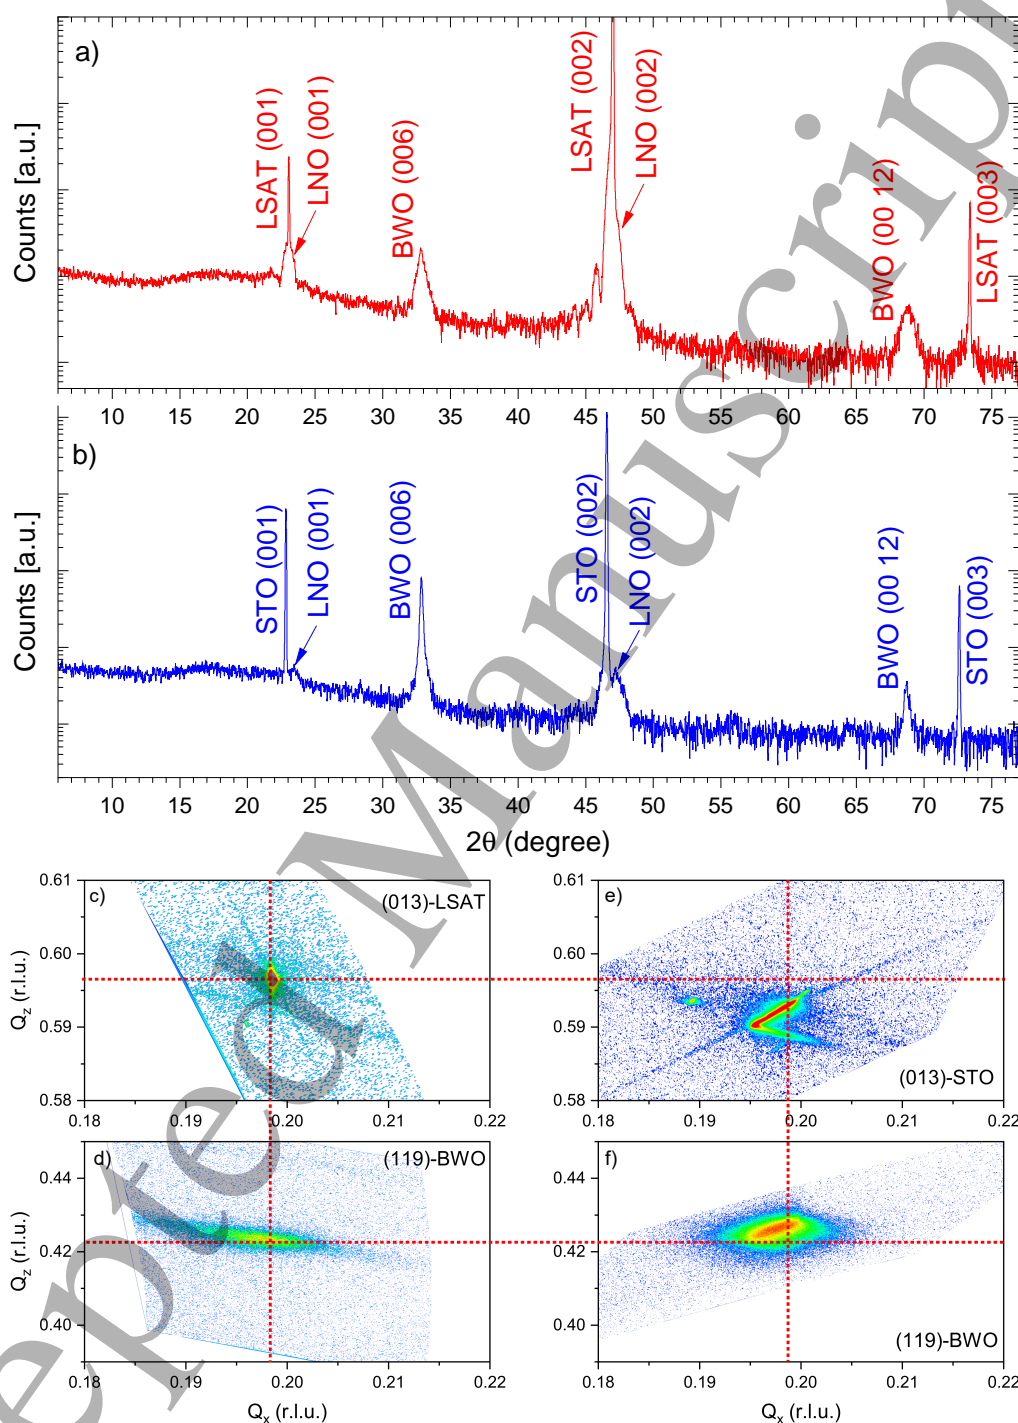 a)
Counts [a.u.]
LSAT (001)
LNO (001)
BWO (006)
LSAT (002)
LNO (002)
BWO (00 12)
LSAT (003)
10 15 20 25 30 35 40 45 50 55 60 65 70 75
b)
Counts [a.u.]
STO (001)
LNO (001)
BWO (006)
STO (002)
LNO (002)
BWO (00 12)
STO (003)
10 15 20 25 30 35 40 45 50 55 60 65 70 75
2θ (degree)
c)
(013)-LSAT
Qz (r.l.u.)
0.61
0.60
0.59
0.58
0.18 0.19 0.20 0.21 0.22
e)
(013)-STO
0.61
0.60
0.59
0.58
0.18 0.19 0.20 0.21 0.22
d)
(119)-BWO
Qz (r.l.u.)
0.44
0.42
0.40
0.18 0.19 0.20 0.21 0.22
Qx (r.l.u.)
f)
(119)-BWO
0.44
0.42
0.40
0.18 0.19 0.20 0.21 0.22
Qx (r.l.u.)
epted Manuscrip